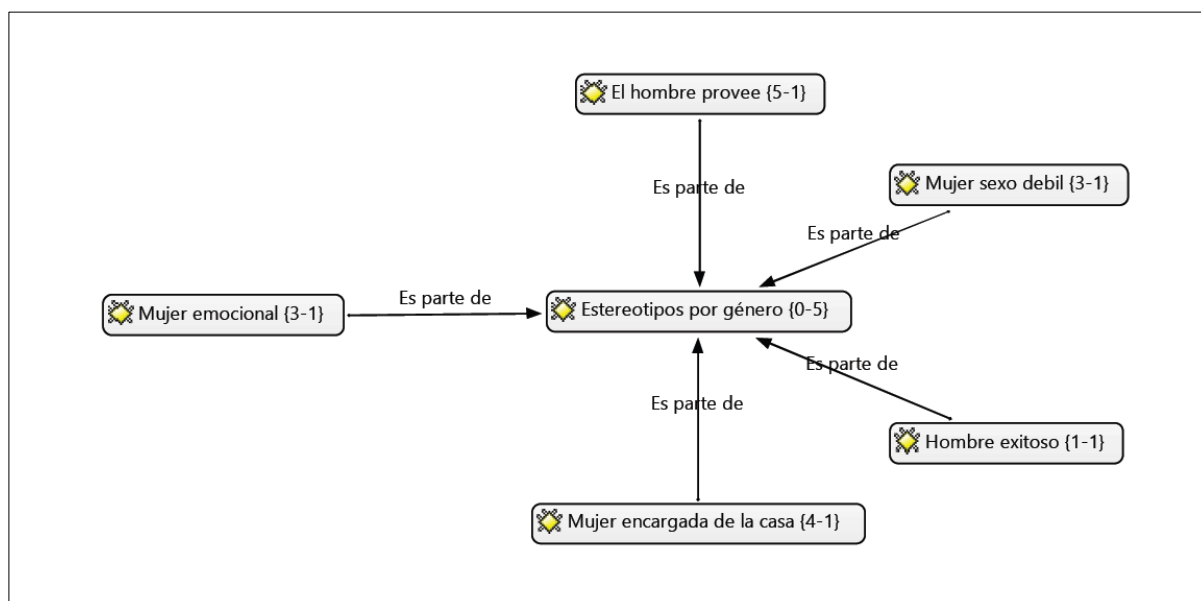 El hombre provee {5-1}
Es parte de
Mujer sexo debil {3-1}
Es parte de
Es parte de
Mujer emocional {3-1}
Estereotipos por género {0-5}
Es parte de
Es parte de
Hombre exitoso {1-1}
Mujer encargada de la casa {4-1}